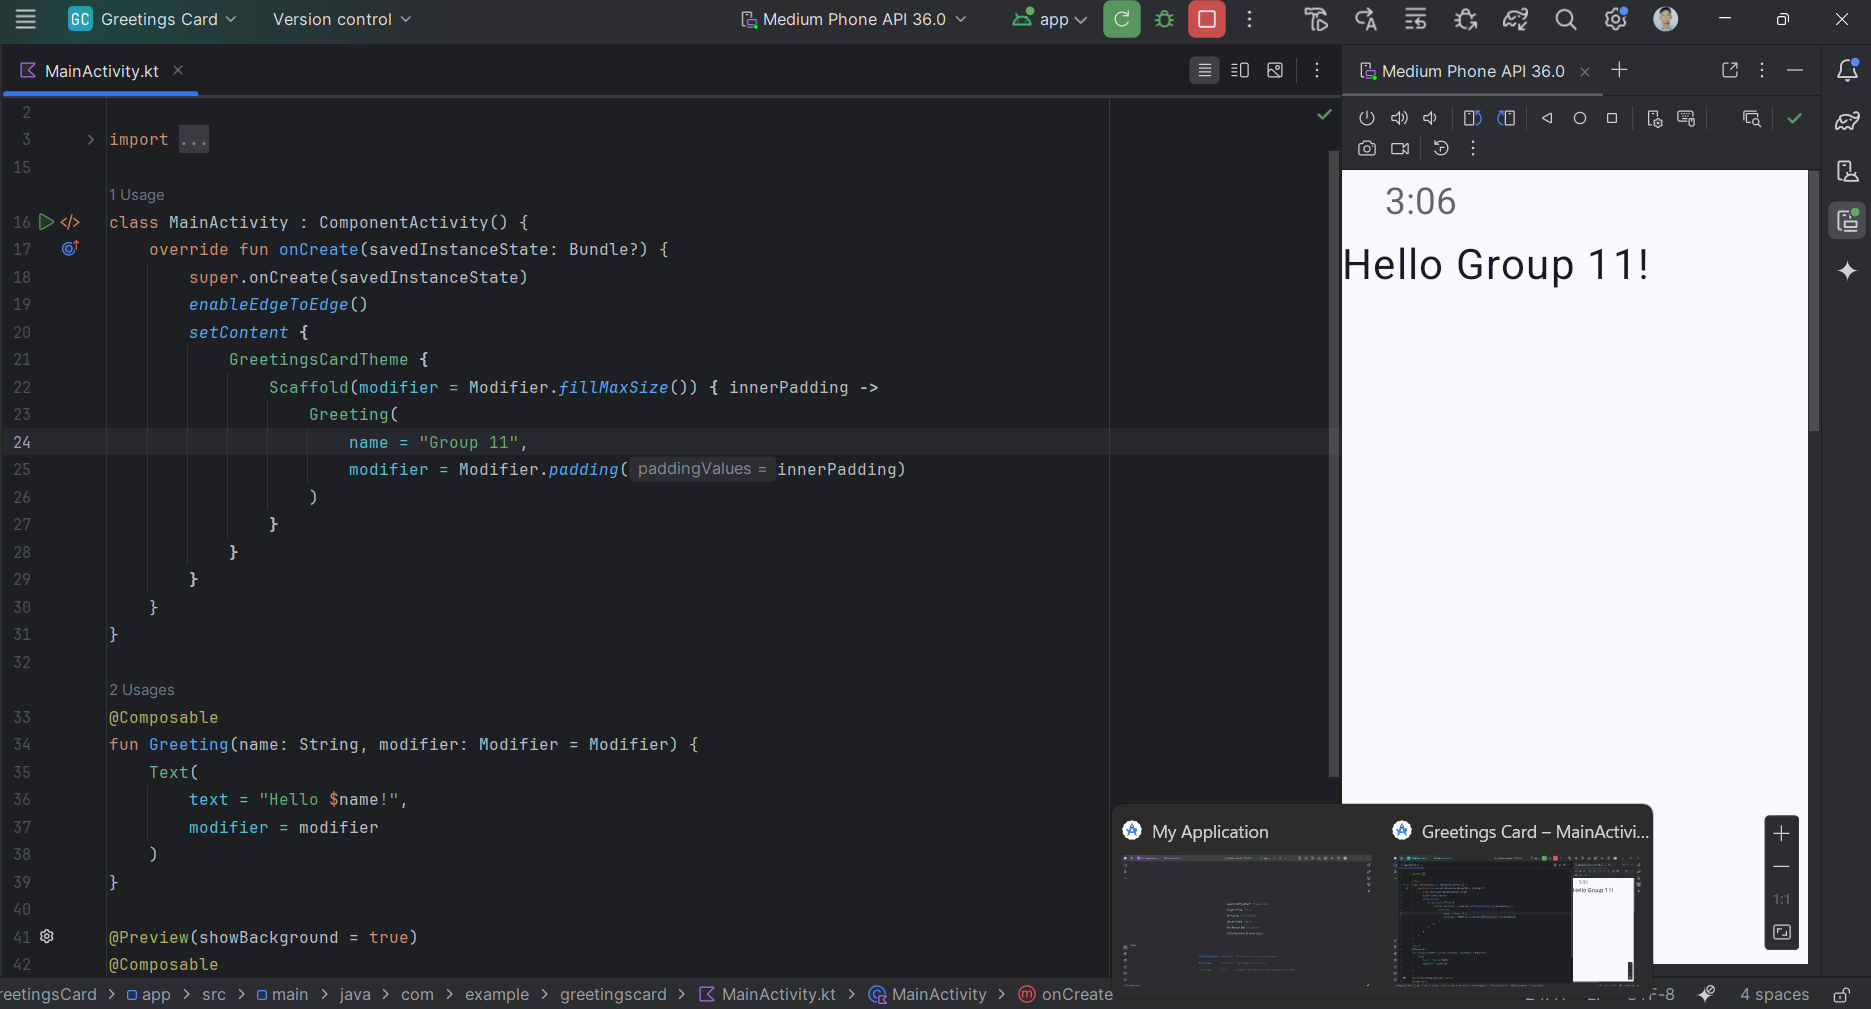 GC Greetings Card Version control Medium Phone API 36.0 app
MainActivity.kt
Medium Phone API 36.0
2
3 import ...
15
1 Usage
16 class MainActivity : ComponentActivity() {
17 override fun onCreate(savedInstanceState: Bundle?) {
18 super.onCreate(savedInstanceState)
19 enableEdgeToEdge()
20 setContent {
21 GreetingsCardTheme {
22 Scaffold(modifier = Modifier.fillMaxSize()) { innerPadding ->
23 Greeting(
24 name = "Group 11",
25 modifier = Modifier.padding( paddingValues = innerPadding)
26 )
27 }
28 }
29 }
30 }
31 }
32
2 Usages
33 @Composable
34 fun Greeting(name: String, modifier: Modifier = Modifier) {
35 Text(
36 text = "Hello $name!",
37 modifier = modifier
38 )
39 }
40
41 @Preview(showBackground = true)
42 @Composable
3:06
Hello Group 11!
1:1
My Application
Greetings Card – MainActivi...
3:06
Hello Group 11!
reetingsCard > app > src > main > java > com > example > greetingscard > MainActivity.kt > MainActivity > onCreate
F-8 4 spaces